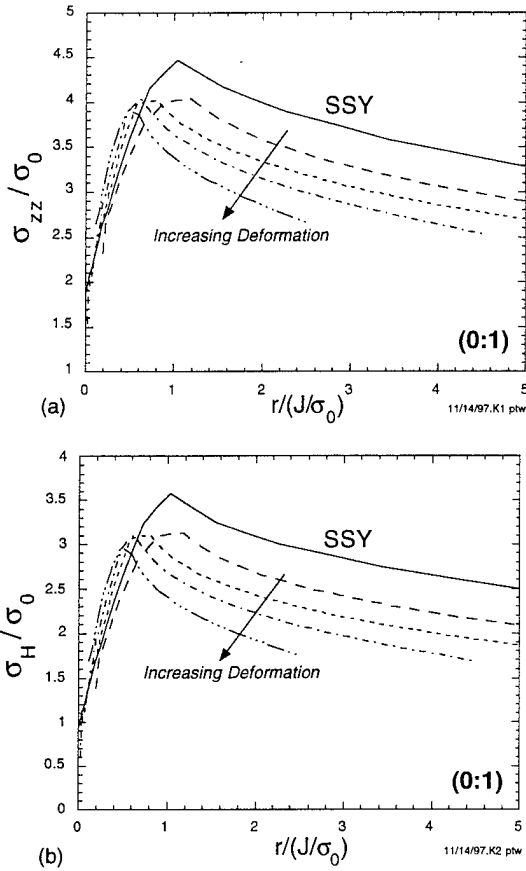 (a)
σzz/σ0
5
4.5
4
3.5
3
2.5
2
1.5
1
SSY
Increasing Deformation
(0:1)
0 1 2 3 4 5
r/(J/σ0)
11/14/97.K1 ptw
(b)
σH/σ0
4
3.5
3
2.5
2
1.5
1
0.5
0
SSY
Increasing Deformation
(0:1)
0 1 2 3 4 5
r/(J/σ0)
11/14/97.K2 ptw